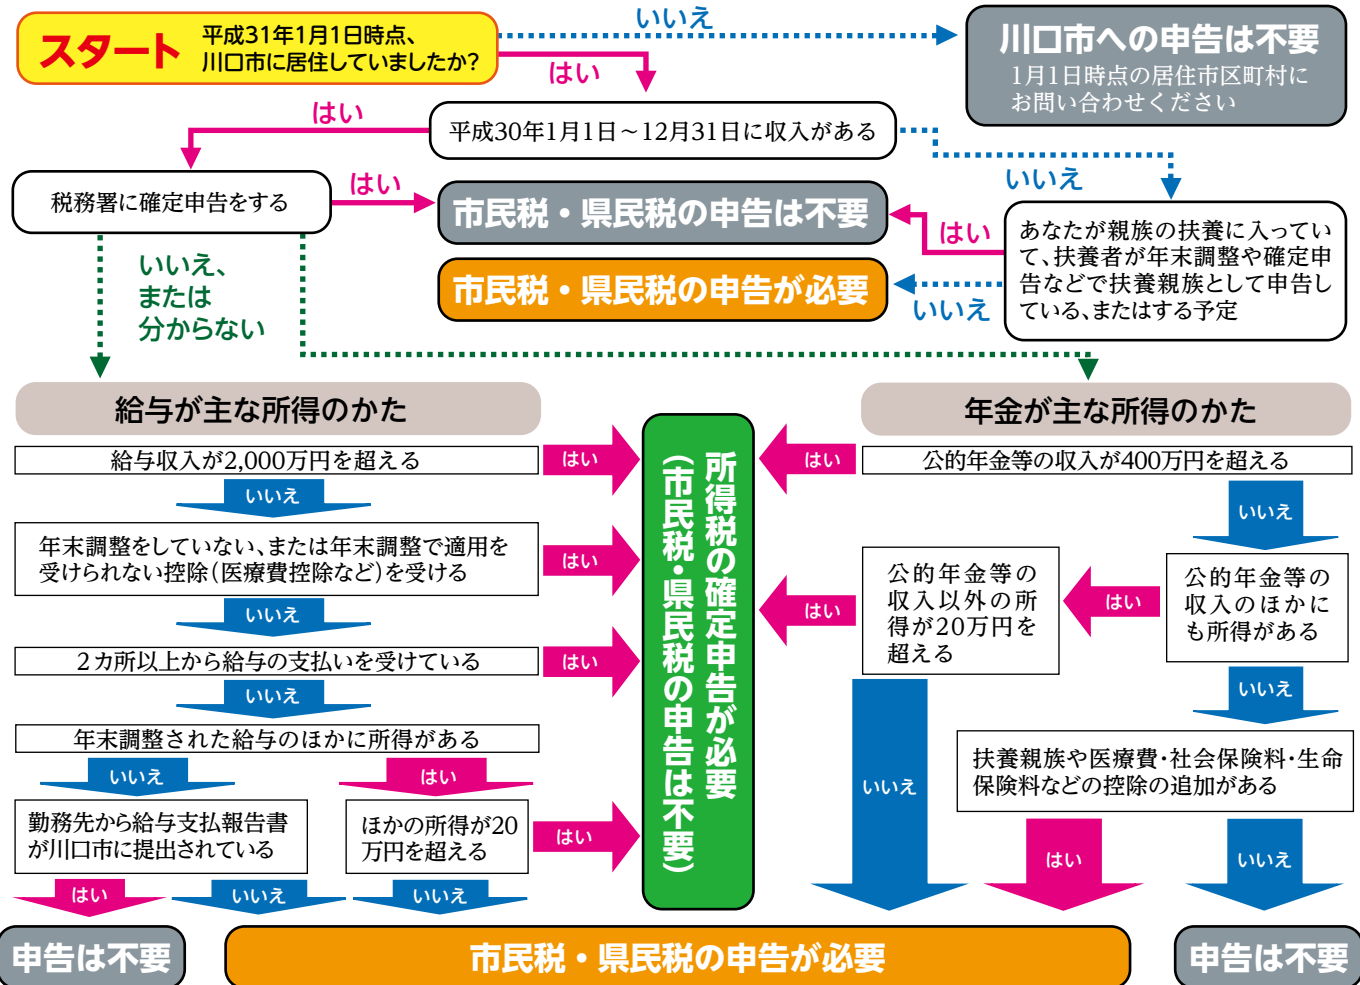 スタート
平成31年1月1日時点、
川口市に居住していましたか?
いいえ
川口市への申告は不要
1月1日時点の居住市区町村に
お問い合わせください
はい
平成30年1月1日～12月31日に収入がある
はい
いいえ
税務署に確定申告をする
はい
市民税・県民税の申告は不要
はい
あなたが親族の扶養に入ってい
て、扶養者が年末調整や確定申
告などで扶養親族として申告し
ている、またはする予定
いいえ
市民税・県民税の申告が必要
いいえ、
または
分からない
給与が主な所得のかた
給与収入が2,000万円を超える
はい
いいえ
年末調整をしていない、または年末調整で適用を
受けられない控除(医療費控除など)を受ける
はい
いいえ
2カ所以上から給与の支払いを受けている
はい
いいえ
年末調整された給与のほかに所得がある
いいえ
はい
勤務先から給与支払報告書
が川口市に提出されている
ほかの所得が20
万円を超える
はい
はい
いいえ
いいえ
所得税の確定申告が必要
(市民税・県民税の申告は不要)
年金が主な所得のかた
公的年金等の収入が400万円を超える
はい
いいえ
公的年金等の
収入のほかに
も所得がある
はい
公的年金等の
収入以外の所
得が20万円を
超える
はい
いいえ
いいえ
扶養親族や医療費・社会保険料・生命
保険料などの控除の追加がある
はい
いいえ
申告は不要
市民税・県民税の申告が必要
申告は不要